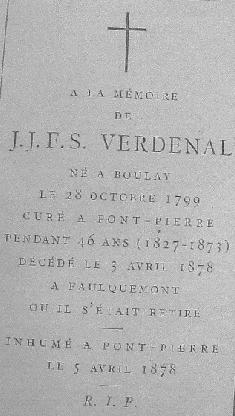 A LA MÉMOIRE
DE
J.J.F.S. VERDENAL
NÉ A BOULAY
LE 28 OCTOBRE 1799
CURÉ A PONT-PIERRE
PENDANT 46 ANS (1827-1873)
DÉCÉDÉ LE 3 AVRIL 1878
A FAULQUEMONT
OU IL S'ÉTAIT RETIRÉ
INHUMÉ A PONT-PIERRE
LE 5 AVRIL 1878
R. I. P.